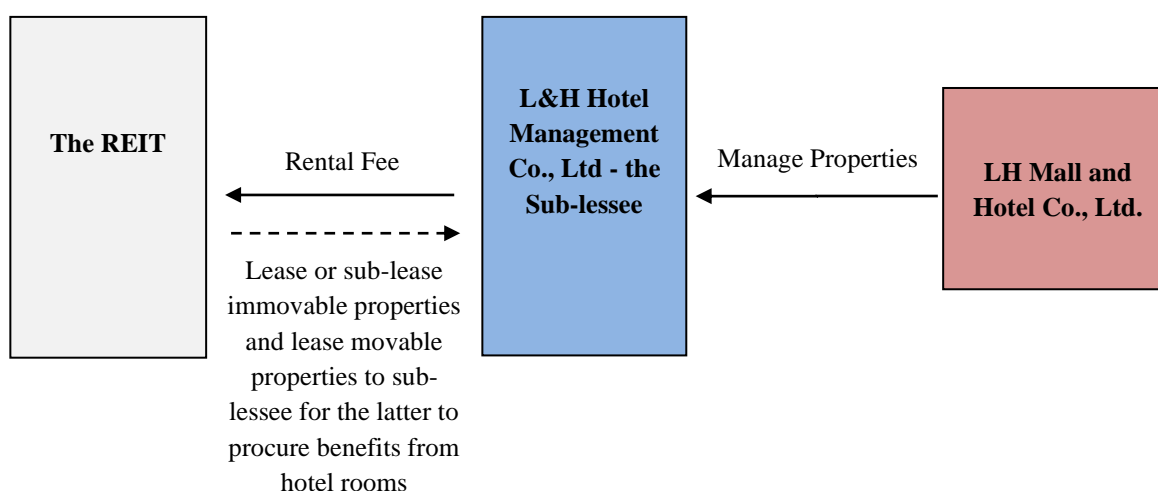 The REIT
Rental Fee
Lease or sub-lease
immovable properties
and lease movable
properties to sub-
lessee for the latter to
procure benefits from
hotel rooms
L&H Hotel
Management
Co., Ltd - the
Sub-lessee
Manage Properties
LH Mall and
Hotel Co., Ltd.